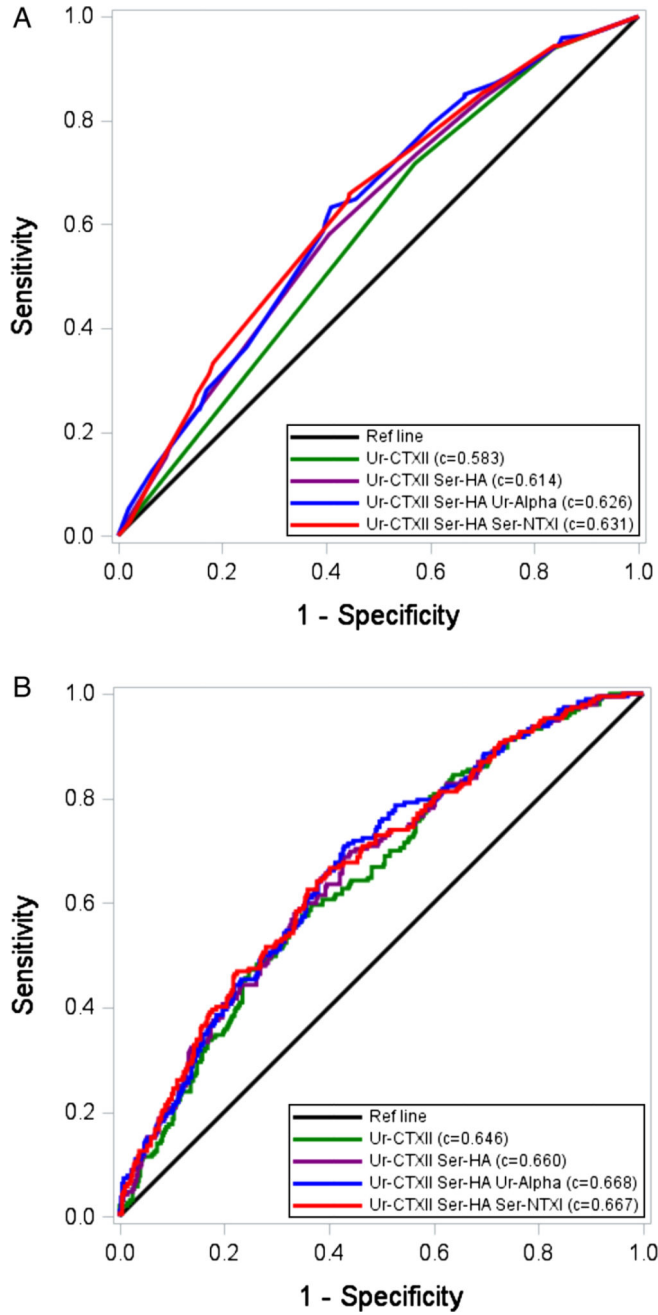 A
1.0
0.8
0.6
0.4
0.2
0.0
Sensitivity
Ref line
Ur-CTXII (c=0.583)
Ur-CTXII Ser-HA (c=0.614)
Ur-CTXII Ser-HA Ur-Alpha (c=0.626)
Ur-CTXII Ser-HA Ser-NTXI (c=0.631)
0.0 0.2 0.4 0.6 0.8 1.0
1 - Specificity
B
1.0
0.8
0.6
0.4
0.2
0.0
Sensitivity
Ref line
Ur-CTXII (c=0.646)
Ur-CTXII Ser-HA (c=0.660)
Ur-CTXII Ser-HA Ur-Alpha (c=0.668)
Ur-CTXII Ser-HA Ser-NTXI (c=0.667)
0.0 0.2 0.4 0.6 0.8 1.0
1 - Specificity